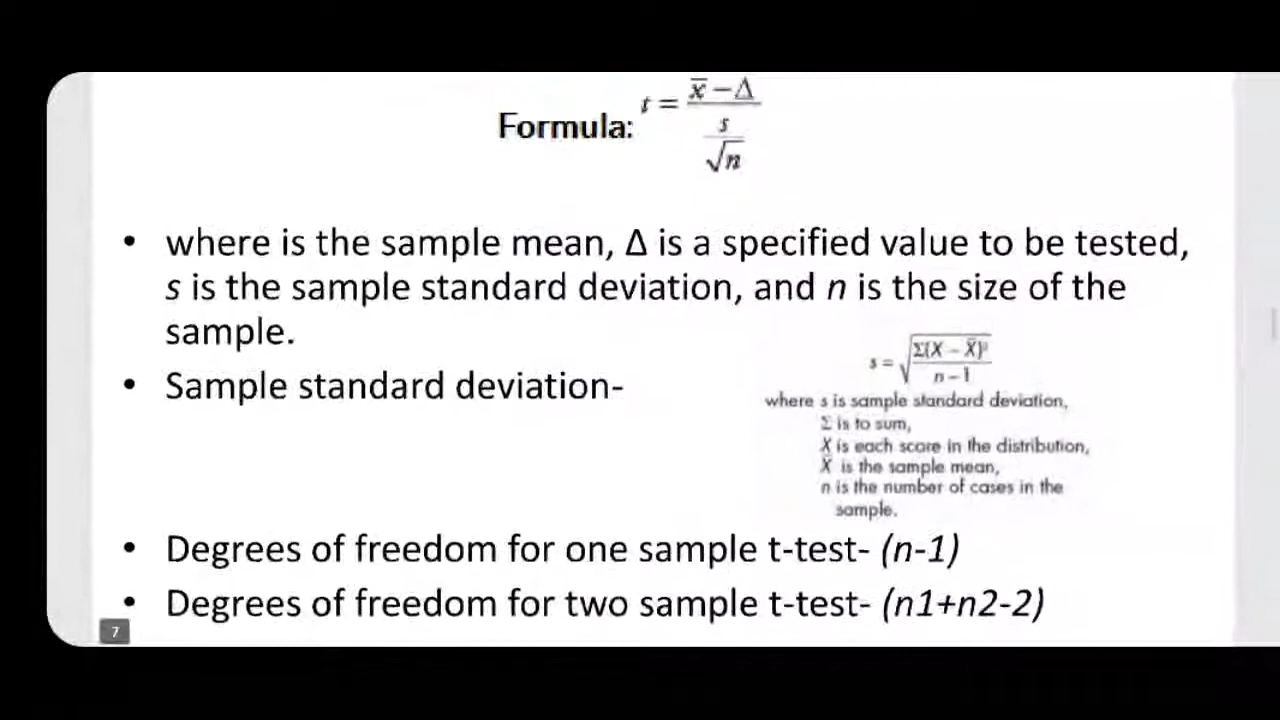 Formula: t = x̄ − Δ / s / √n
• where is the sample mean, Δ is a specified value to be tested,
s is the sample standard deviation, and n is the size of the
sample.
• Sample standard deviation-
s = √ Σ(X − X̄)² / n − 1
where s is sample standard deviation,
Σ is to sum,
X is each score in the distribution,
X̄ is the sample mean,
n is the number of cases in the
sample.
• Degrees of freedom for one sample t-test- (n-1)
• Degrees of freedom for two sample t-test- (n1+n2-2)
7